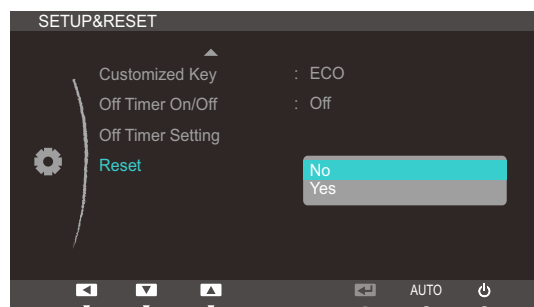 SETUP&RESET
Customized Key : ECO
Off Timer On/Off : Off
Off Timer Setting
Reset
No
Yes
AUTO